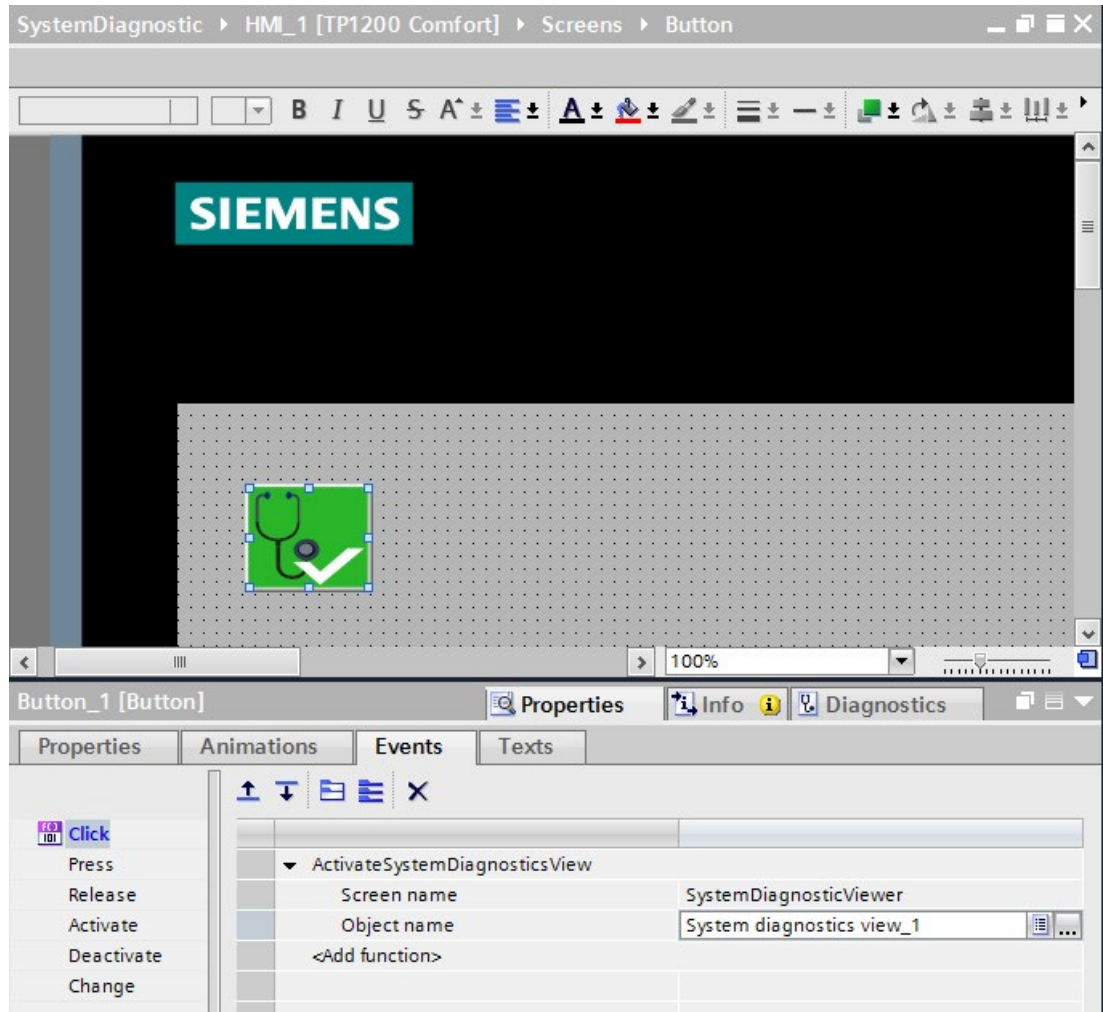 SystemDiagnostic ▸ HMI_1 [TP1200 Comfort] ▸ Screens ▸ Button
B I U S A A
SIEMENS
100%
Button_1 [Button] Properties Info Diagnostics
Properties Animations Events Texts
Click
Press
Release
Activate
Deactivate
Change
ActivateSystemDiagnosticsView
Screen name SystemDiagnosticViewer
Object name System diagnostics view_1
<Add function>